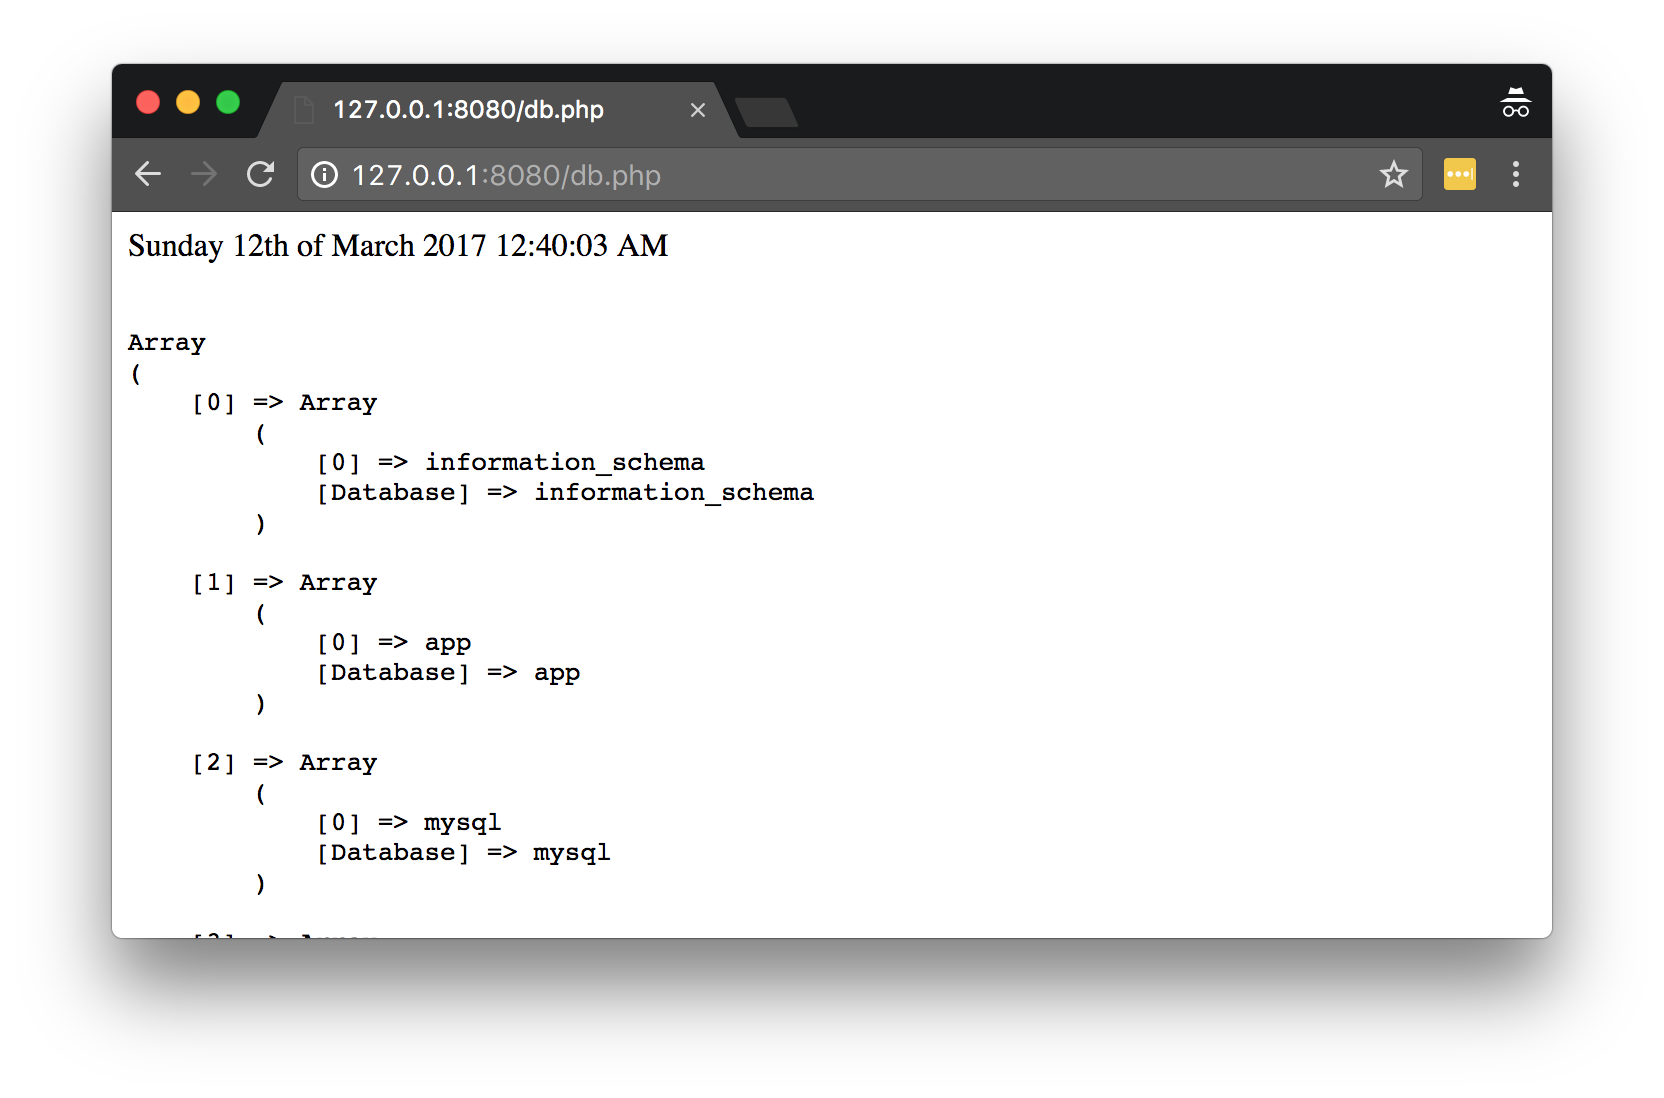 127.0.0.1:8080/db.php
127.0.0.1:8080/db.php
Sunday 12th of March 2017 12:40:03 AM
Array
(
[0] => Array
(
[0] => information_schema
[Database] => information_schema
)
[1] => Array
(
[0] => app
[Database] => app
)
[2] => Array
(
[0] => mysql
[Database] => mysql
)